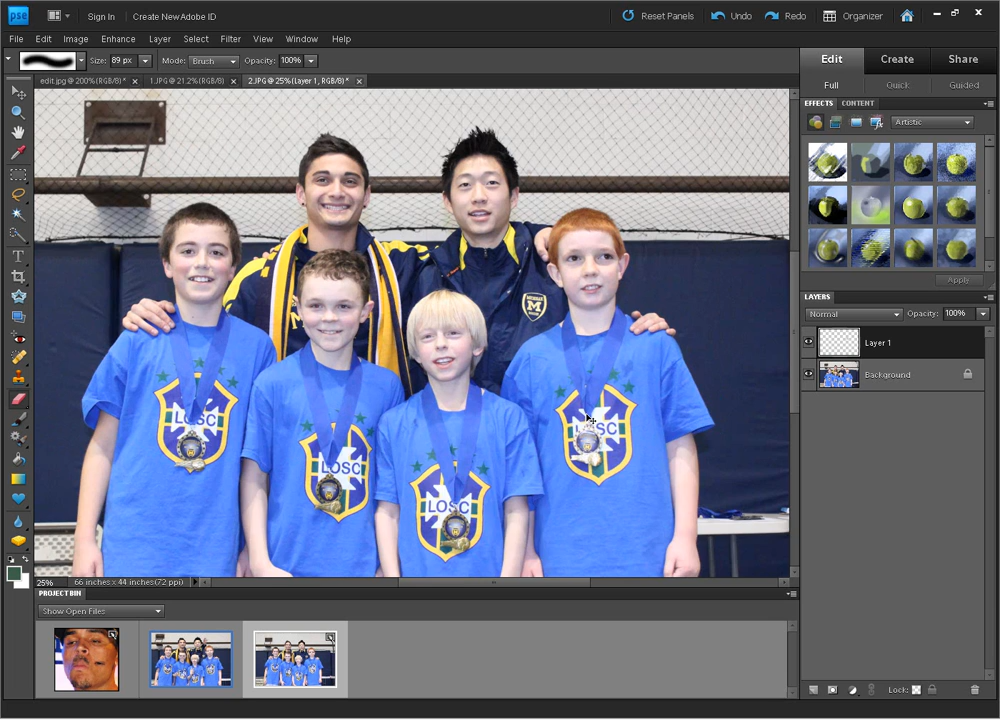 pse Sign In Create New Adobe ID Reset Panels Undo Redo Organizer
File Edit Image Enhance Layer Select Filter View Window Help
Size: 89 px Mode: Brush Opacity: 100%
Edit Create Share
edit.jpg @ 200%(RGB/8)* 1.JPG @ 21.2%(RGB/8) 2.JPG @ 25%(Layer 1, RGB/8)*
Full Quick Guided
EFFECTS CONTENT
Artistic
Apply
LAYERS
Normal Opacity: 100%
Layer 1
Background
M
LOSC
LOSC
LOSC
LOSC
25% 66 inches x 44 inches (72 ppi)
PROJECT BIN
Show Open Files
Lock: